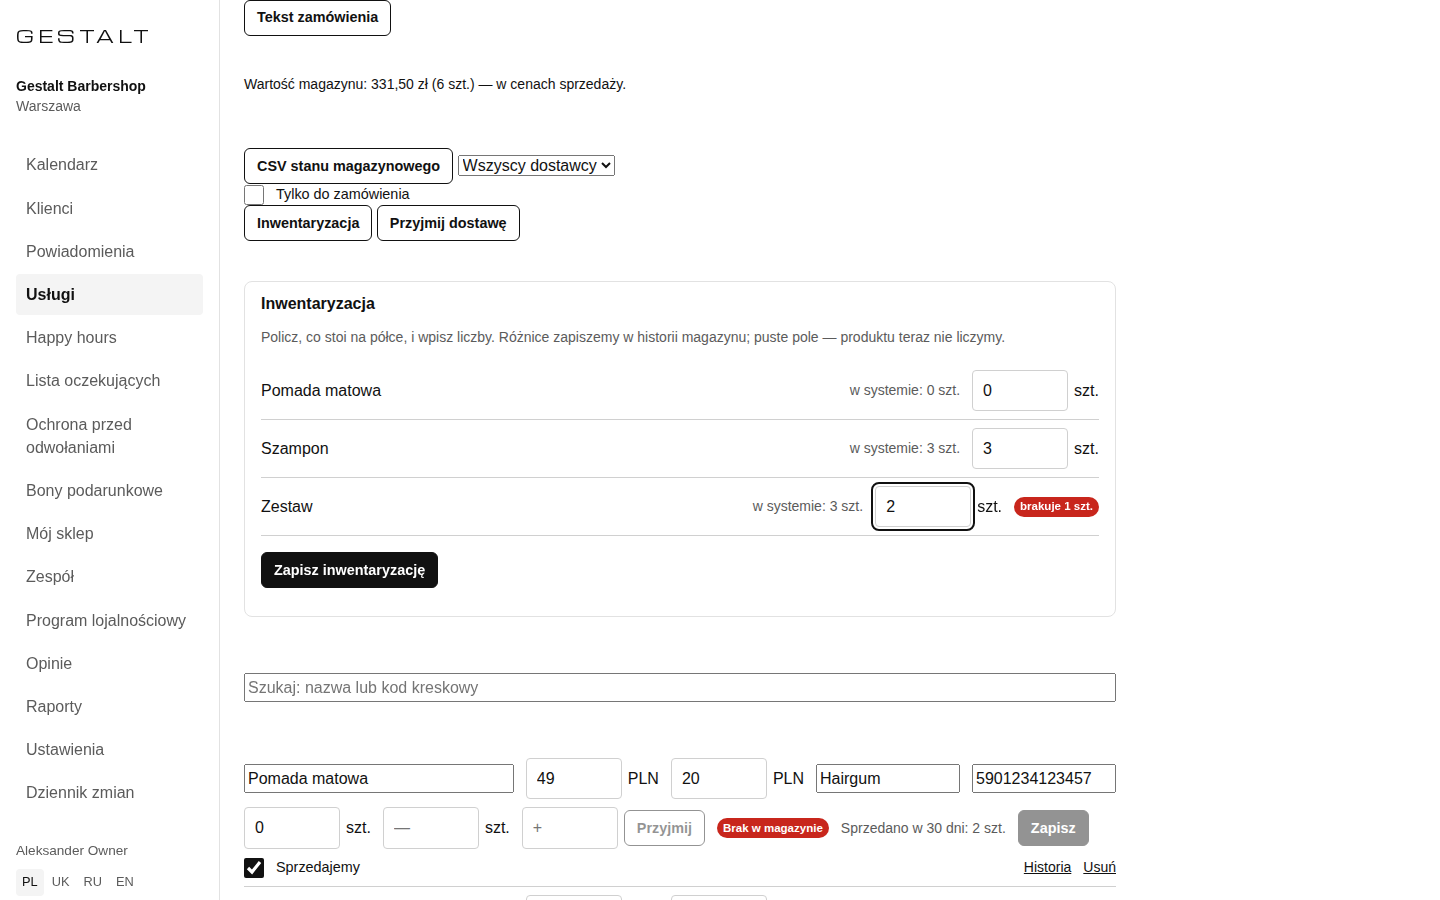 GESTALT
Gestalt Barbershop
Warszawa
Kalendarz
Klienci
Powiadomienia
Usługi
Happy hours
Lista oczekujących
Ochrona przed
odwołaniami
Bony podarunkowe
Mój sklep
Zespół
Program lojalnościowy
Opinie
Raporty
Ustawienia
Dziennik zmian
Aleksander Owner
PL UK RU EN
Tekst zamówienia
Wartość magazynu: 331,50 zł (6 szt.) — w cenach sprzedaży.
CSV stanu magazynowego Wszyscy dostawcy
Tylko do zamówienia
Inwentaryzacja Przyjmij dostawę
Inwentaryzacja
Policz, co stoi na półce, i wpisz liczby. Różnice zapiszemy w historii magazynu; puste pole — produktu teraz nie liczymy.
Pomada matowa w systemie: 0 szt. 0 szt.
Szampon w systemie: 3 szt. 3 szt.
Zestaw w systemie: 3 szt. 2 szt. brakuje 1 szt.
Zapisz inwentaryzację
Szukaj: nazwa lub kod kreskowy
Pomada matowa 49 PLN 20 PLN Hairgum 5901234123457
0 szt. — szt. + Przyjmij Brak w magazynie Sprzedano w 30 dni: 2 szt. Zapisz
Sprzedajemy Historia Usuń